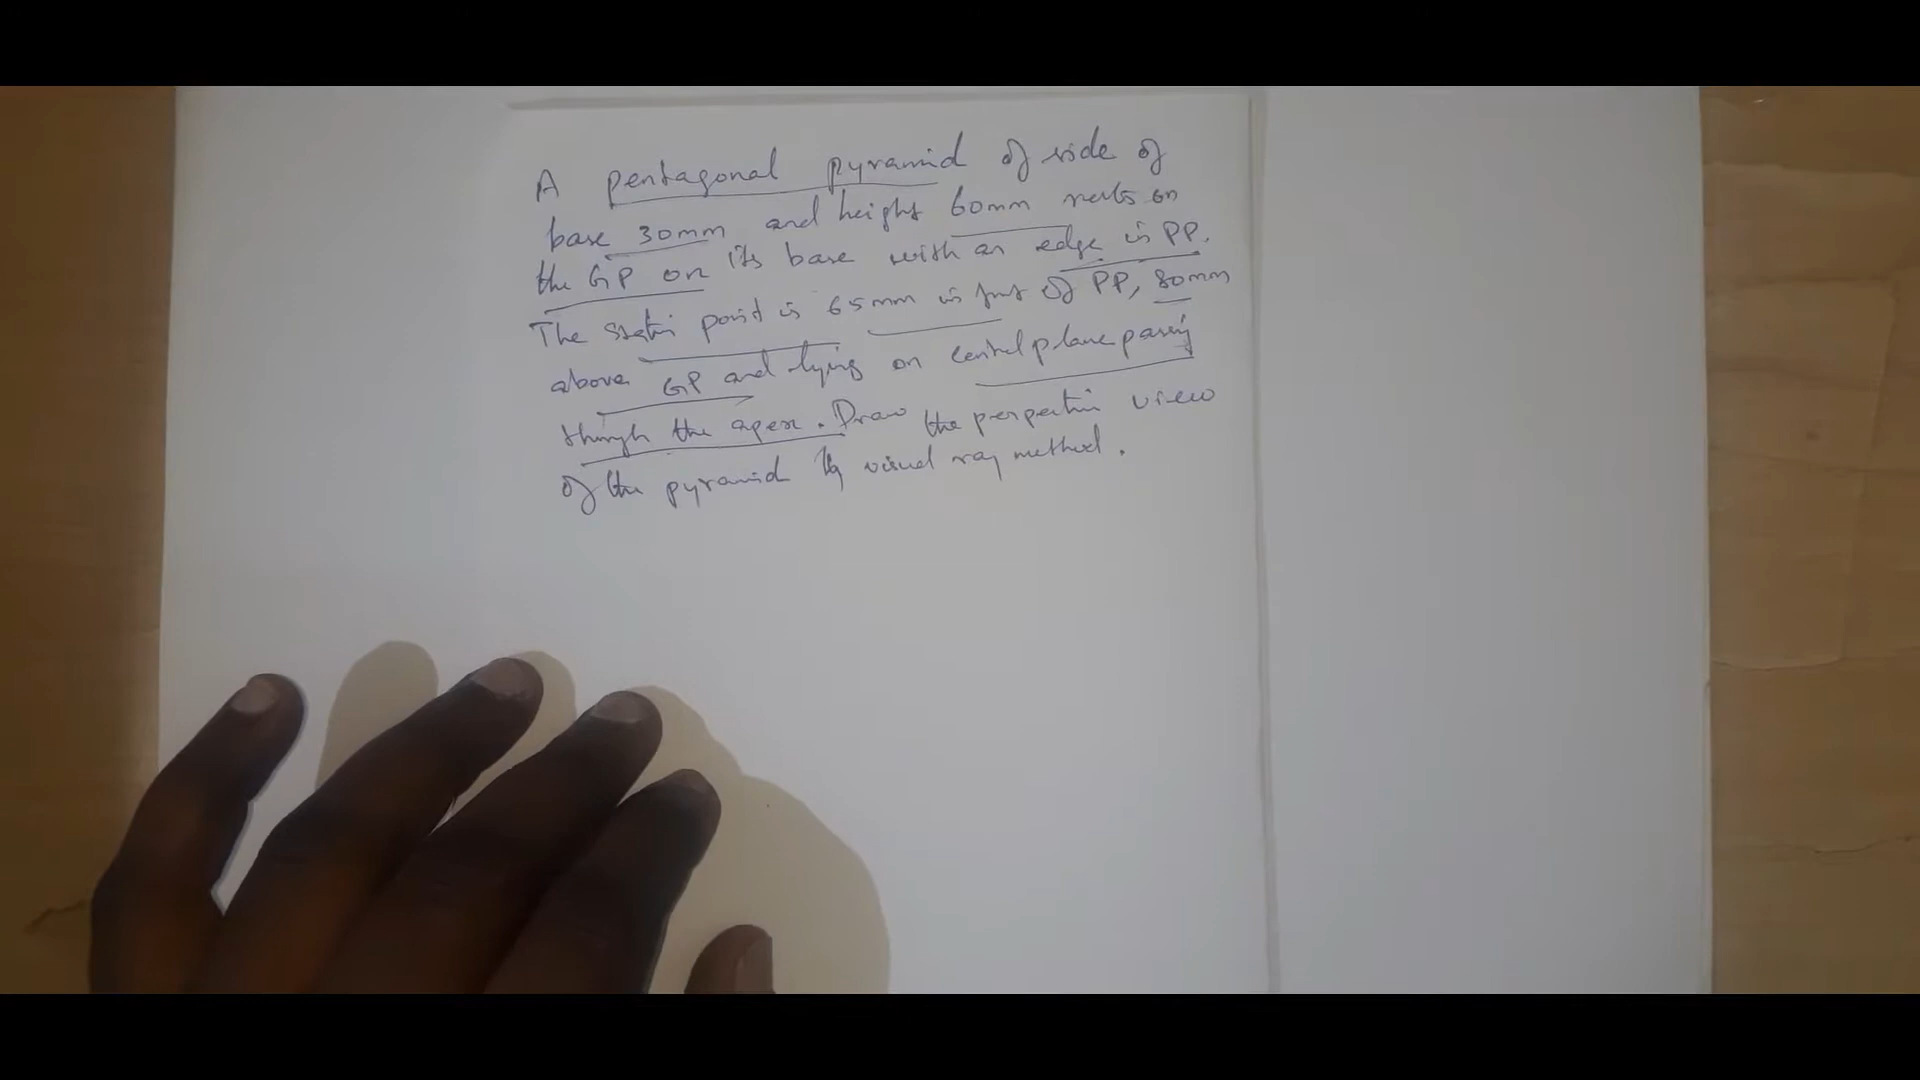 A pentagonal pyramid of side of
base 30mm and height 60mm rests on
the GP on its base with an edge in PP.
The station point is 65mm in front of PP, 80mm
above GP and lying on central plane passing
through the apex. Draw the perspective view
of the pyramid by visual ray method.